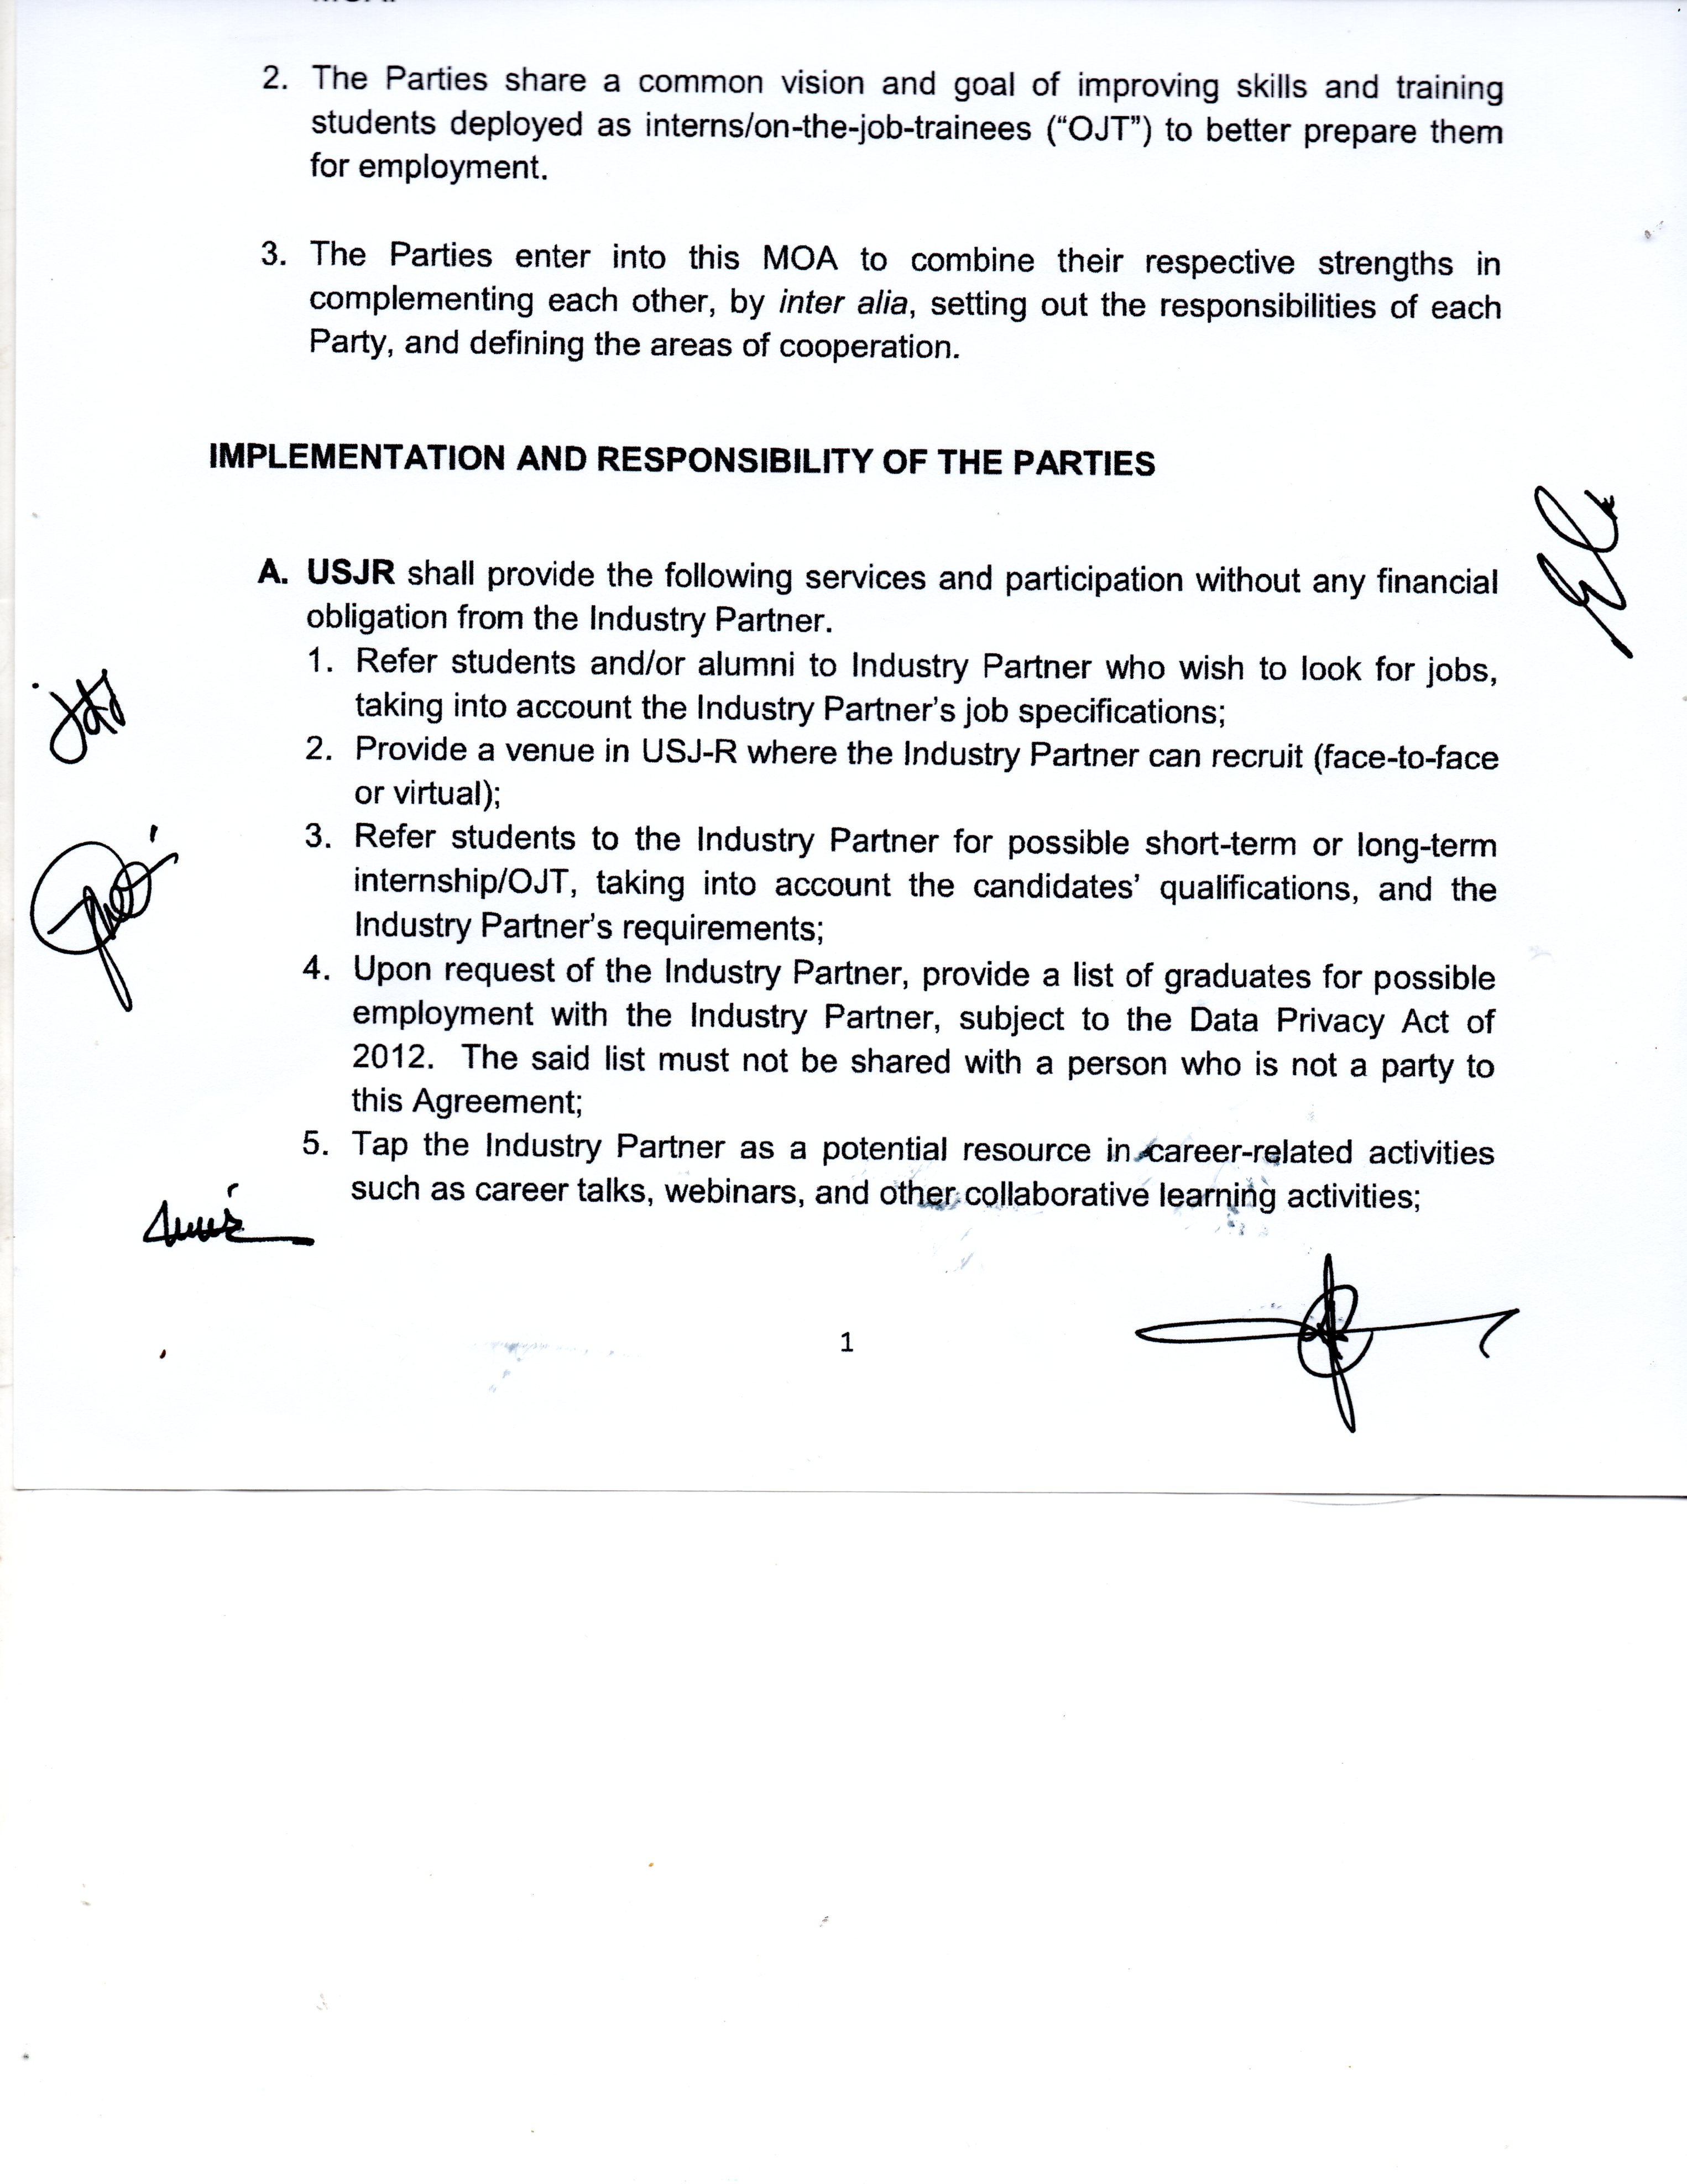 2. The Parties share a common vision and goal of improving skills and training
students deployed as interns/on-the-job-trainees (“OJT”) to better prepare them
for employment.
3. The Parties enter into this MOA to combine their respective strengths in
complementing each other, by inter alia, setting out the responsibilities of each
Party, and defining the areas of cooperation.
IMPLEMENTATION AND RESPONSIBILITY OF THE PARTIES
A. USJR shall provide the following services and participation without any financial
obligation from the Industry Partner.
1. Refer students and/or alumni to Industry Partner who wish to look for jobs,
taking into account the Industry Partner’s job specifications;
2. Provide a venue in USJ-R where the Industry Partner can recruit (face-to-face
or virtual);
3. Refer students to the Industry Partner for possible short-term or long-term
internship/OJT, taking into account the candidates’ qualifications, and the
Industry Partner’s requirements;
4. Upon request of the Industry Partner, provide a list of graduates for possible
employment with the Industry Partner, subject to the Data Privacy Act of
2012. The said list must not be shared with a person who is not a party to
this Agreement;
5. Tap the Industry Partner as a potential resource in career-related activities
such as career talks, webinars, and other collaborative learning activities;
1